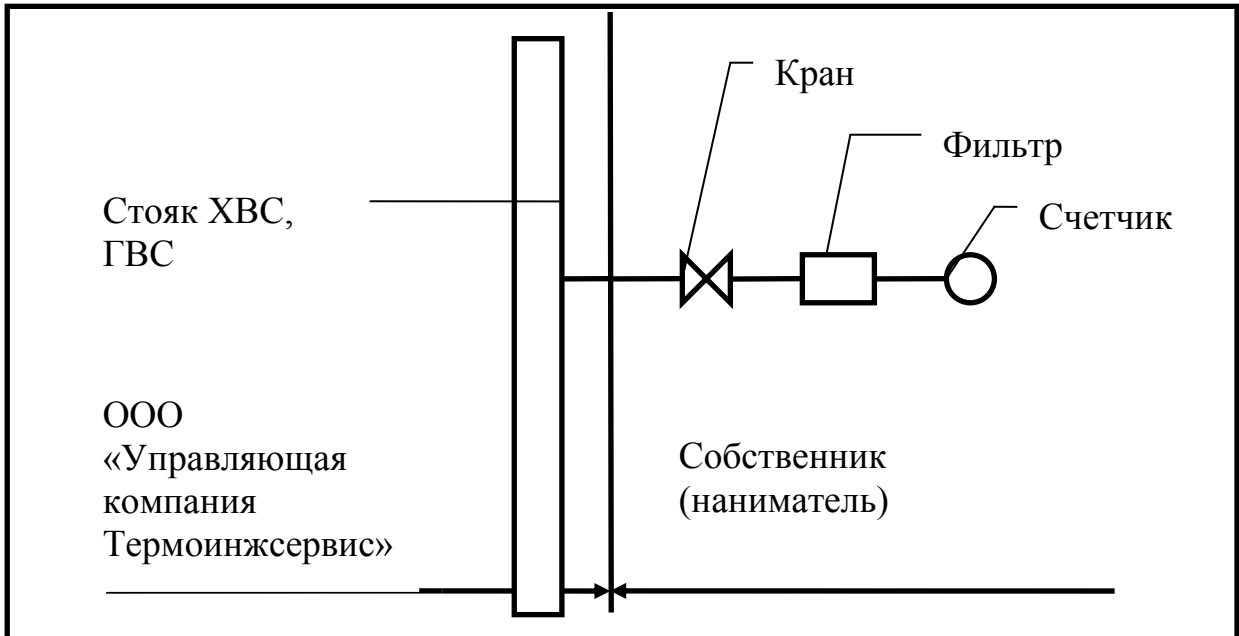 Кран
Фильтр
Стояк ХВС,
ГВС
Счетчик
ООО
«Управляющая
компания
Термоинжсервис»
Собственник
(наниматель)